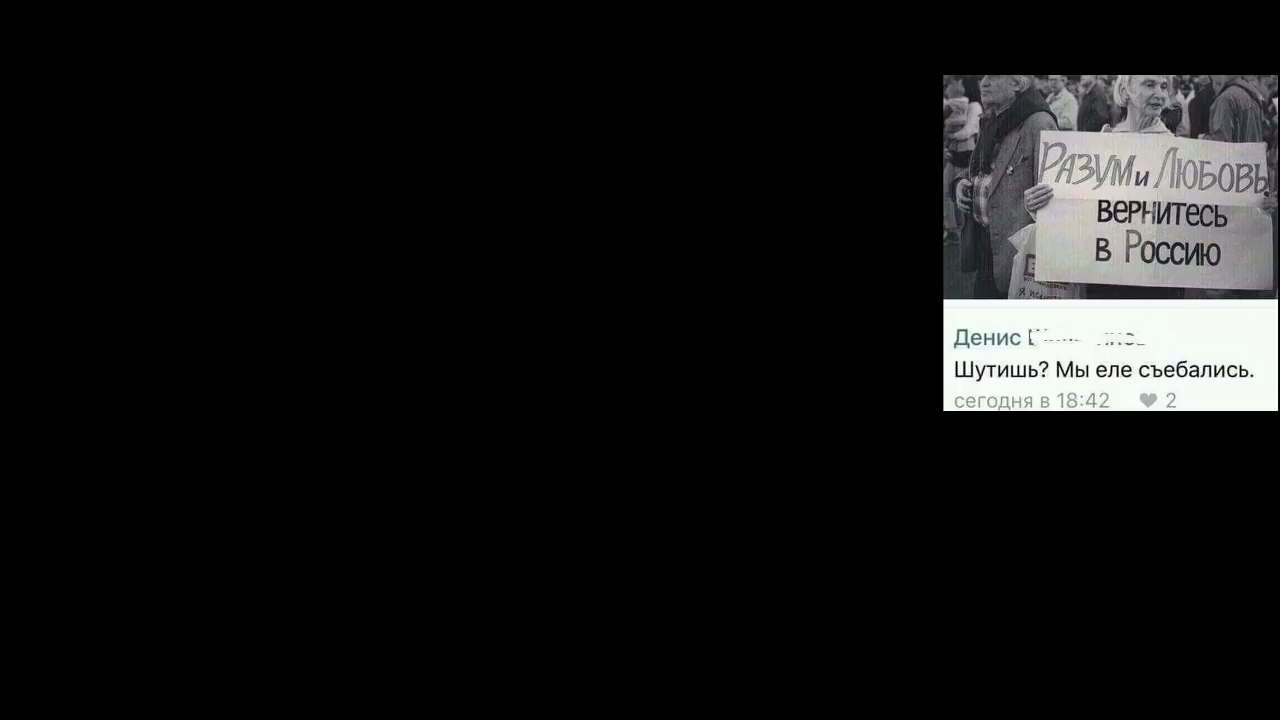 Разум и Любовь
вернитесь
в Россию
Я
Денис
Шутишь? Мы еле съебались.
сегодня в 18:42 2